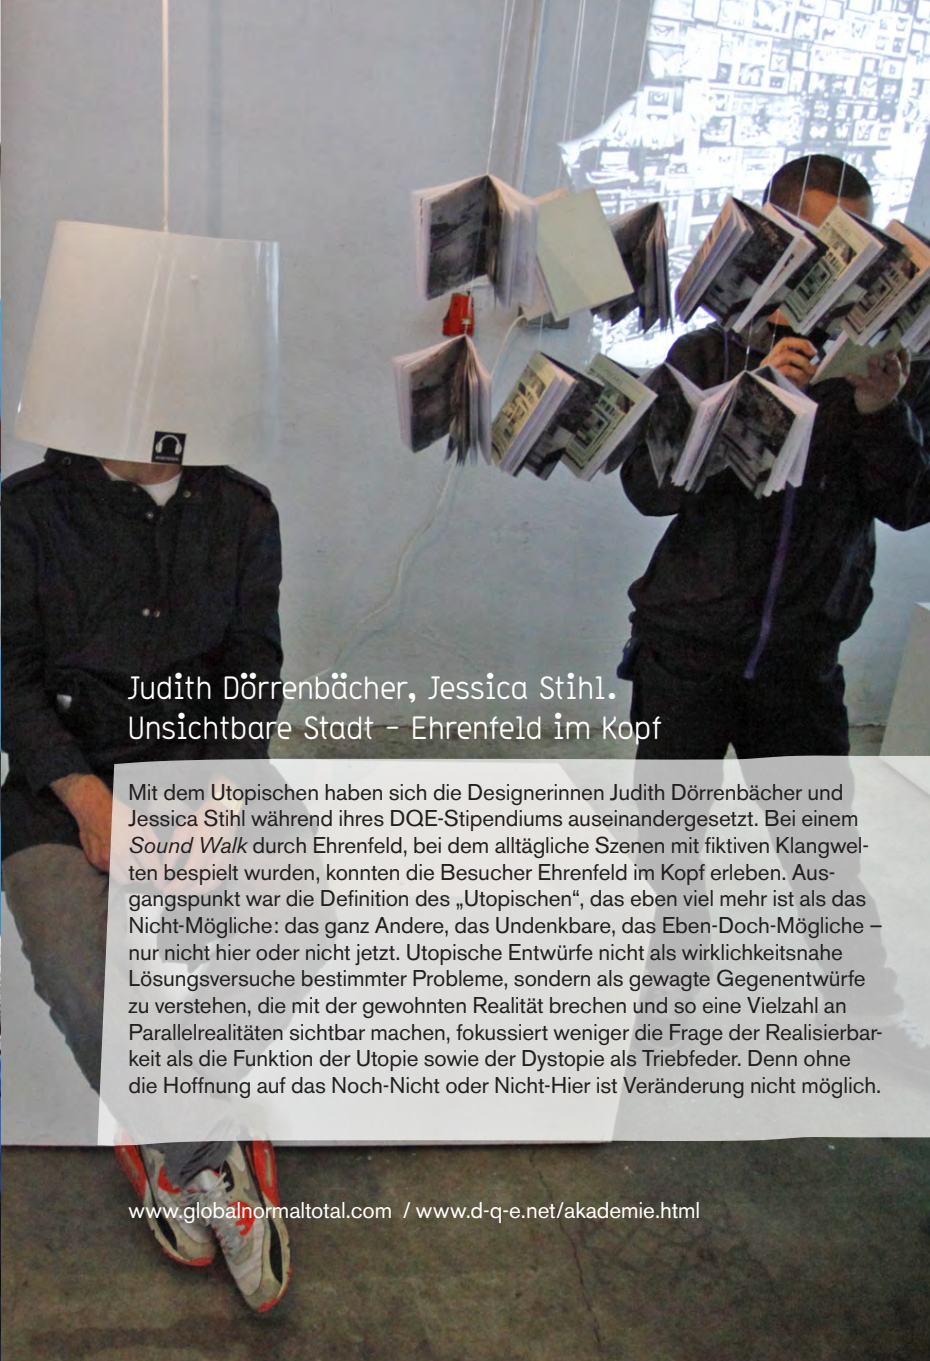 Judith Dörrenbächer, Jessica Stihl.
Unsichtbare Stadt – Ehrenfeld im Kopf
Mit dem Utopischen haben sich die Designerinnen Judith Dörrenbächer und
Jessica Stihl während ihres DQE-Stipendiums auseinandergesetzt. Bei einem
Sound Walk durch Ehrenfeld, bei dem alltägliche Szenen mit fiktiven Klangwel-
ten bespielt wurden, konnten die Besucher Ehrenfeld im Kopf erleben. Aus-
gangspunkt war die Definition des „Utopischen“, das eben viel mehr ist als das
Nicht-Mögliche: das ganz Andere, das Undenkbare, das Eben-Doch-Mögliche –
nur nicht hier oder nicht jetzt. Utopische Entwürfe nicht als wirklichkeitsnahe
Lösungsversuche bestimmter Probleme, sondern als gewagte Gegenentwürfe
zu verstehen, die mit der gewohnten Realität brechen und so eine Vielzahl an
Parallelrealitäten sichtbar machen, fokussiert weniger die Frage der Realisierbar-
keit als die Funktion der Utopie sowie der Dystopie als Triebfeder. Denn ohne
die Hoffnung auf das Noch-Nicht oder Nicht-Hier ist Veränderung nicht möglich.
www.globalnormaltotal.com / www.d-q-e.net/akademie.html